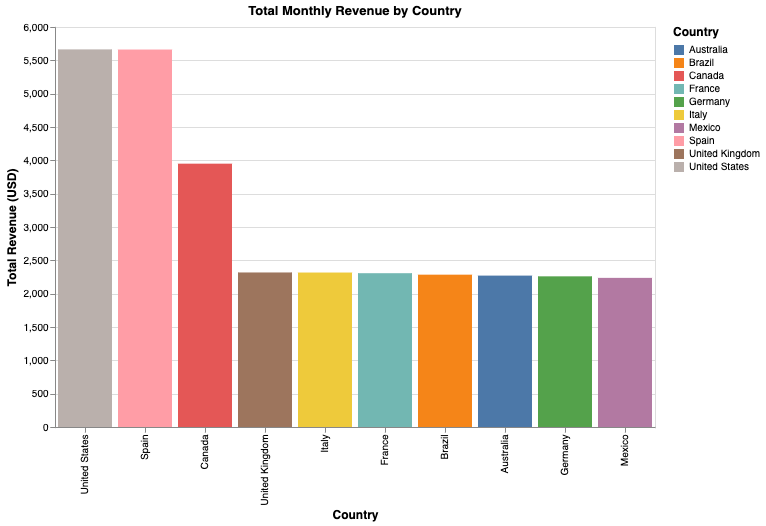 Total Monthly Revenue by Country
6,000
5,500
5,000
4,500
4,000
3,500
3,000
2,500
2,000
1,500
1,000
500
0
Total Revenue (USD)
United States
Spain
Canada
United Kingdom
Italy
France
Brazil
Australia
Germany
Mexico
Country
Country
Australia
Brazil
Canada
France
Germany
Italy
Mexico
Spain
United Kingdom
United States